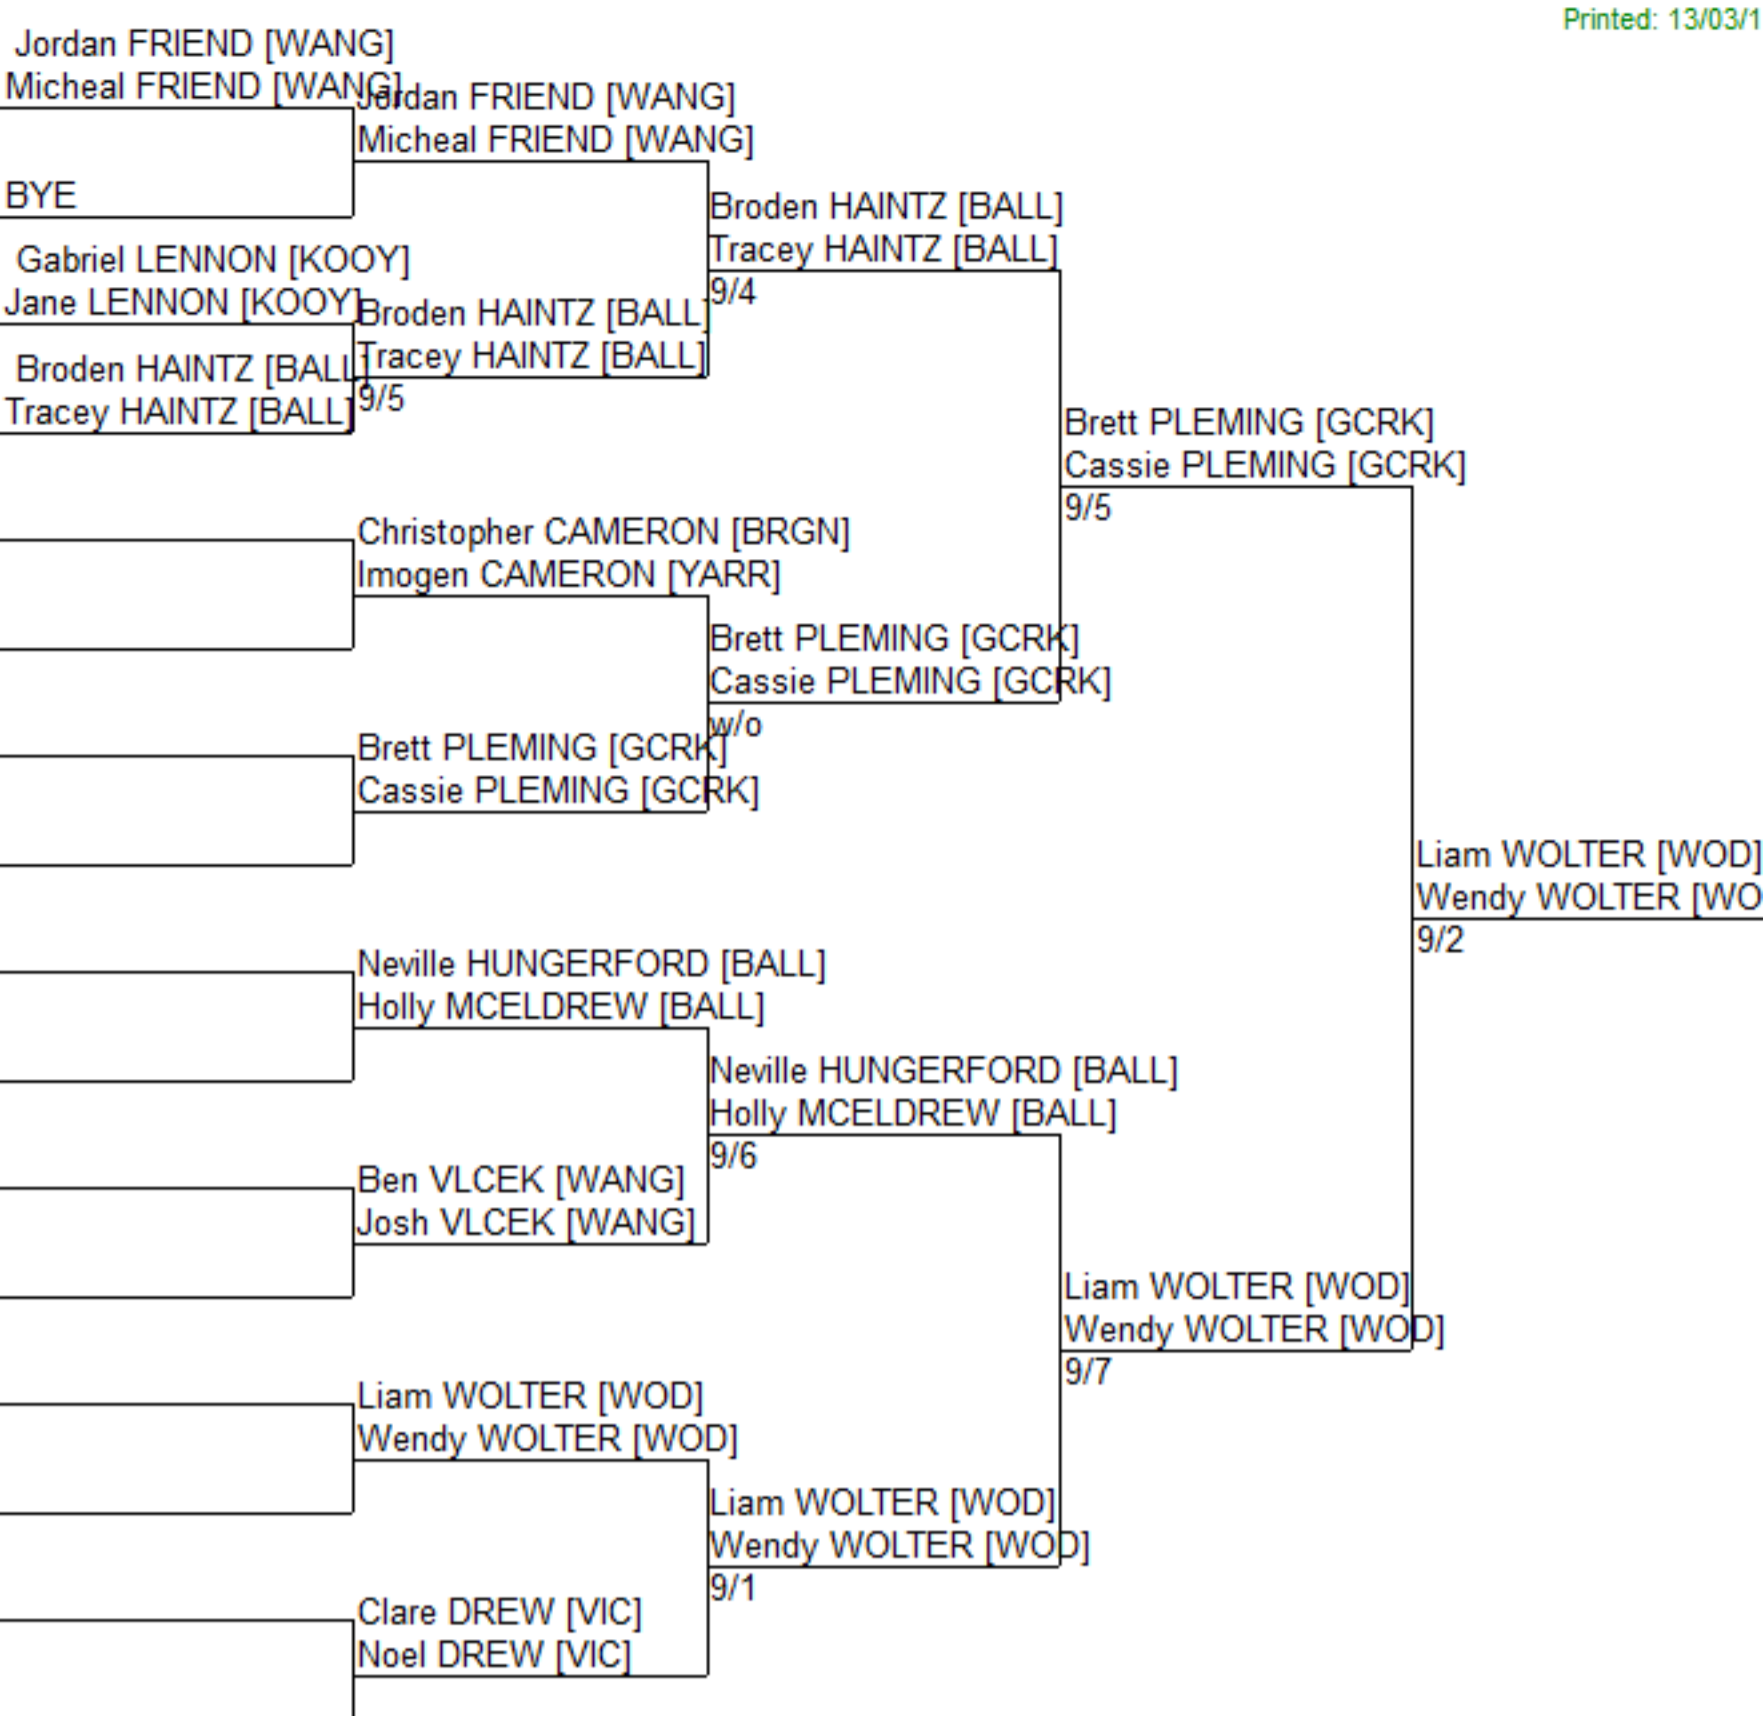 Printed: 13/03/1
Jordan FRIEND [WANG]
Micheal FRIEND [WANG]
BYE
Gabriel LENNON [KOOY]
Jane LENNON [KOOY]
Broden HAINTZ [BALL]
Tracey HAINTZ [BALL]
Jordan FRIEND [WANG]
Micheal FRIEND [WANG]
Broden HAINTZ [BALL]
Tracey HAINTZ [BALL]
9/5
Christopher CAMERON [BRGN]
Imogen CAMERON [YARR]
Brett PLEMING [GCRK]
Cassie PLEMING [GCRK]
Neville HUNGERFORD [BALL]
Holly MCELDREW [BALL]
Ben VLCEK [WANG]
Josh VLCEK [WANG]
Liam WOLTER [WOD]
Wendy WOLTER [WOD]
Clare DREW [VIC]
Noel DREW [VIC]
Broden HAINTZ [BALL]
Tracey HAINTZ [BALL]
9/4
Brett PLEMING [GCRK]
Cassie PLEMING [GCRK]
w/o
Neville HUNGERFORD [BALL]
Holly MCELDREW [BALL]
9/6
Liam WOLTER [WOD]
Wendy WOLTER [WOD]
9/1
Brett PLEMING [GCRK]
Cassie PLEMING [GCRK]
9/5
Liam WOLTER [WOD]
Wendy WOLTER [WOD]
9/7
Liam WOLTER [WOD]
Wendy WOLTER [WO
9/2